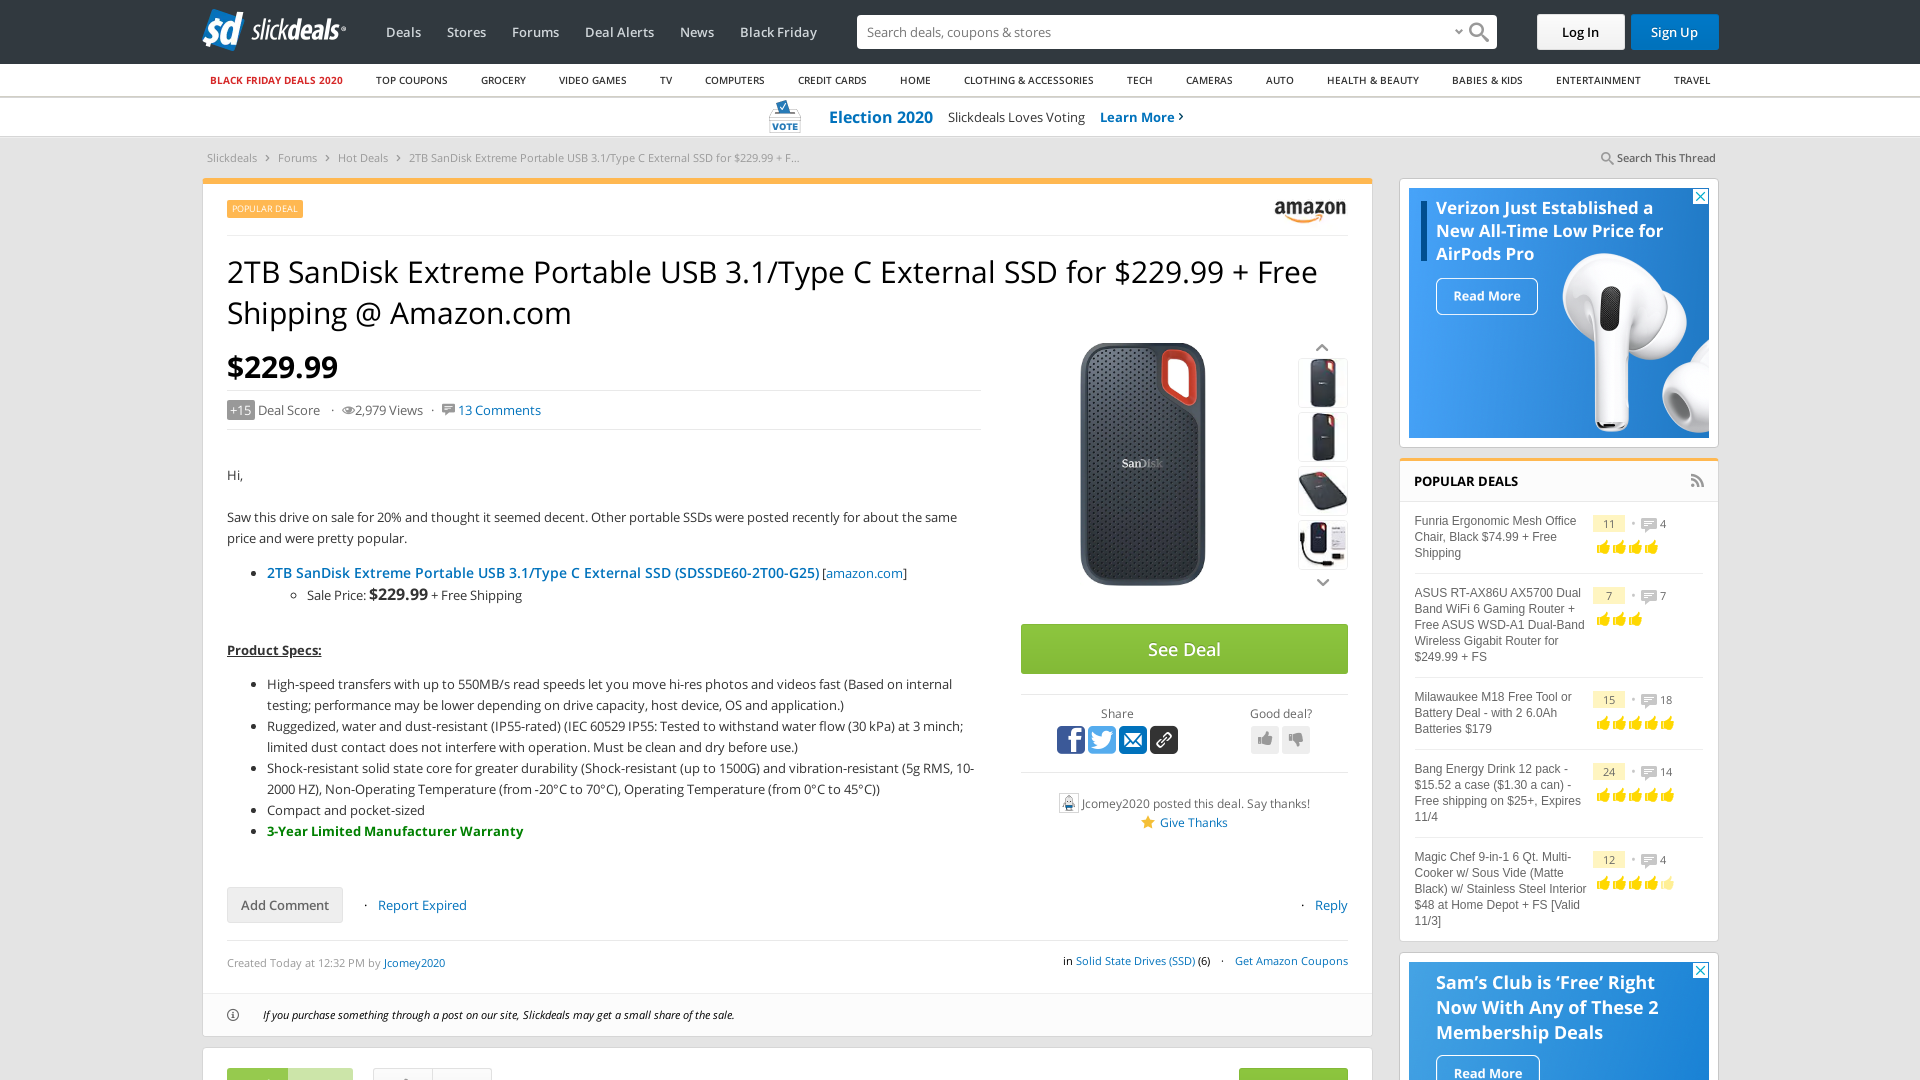 sd slickdeals
Deals Stores Forums Deal Alerts News Black Friday
Search deals, coupons & shops
Log In Sign Up
BLACK FRIDAY DEALS 2020 TOP COUPONS GROCERY VIDEO GAMES TV COMPUTERS CREDIT CARDS HOME CLOTHING & ACCESSORIES TECH CAMERAS AUTO HEALTH & BEAUTY BABIES & KIDS ENTERTAINMENT TRAVEL
VOTE Election 2020 Slickdeals Loves Voting Learn More ›
Slickdeals › Forums › Hot Deals › 2TB SanDisk Extreme Portable USB 3.1/Type C External SSD for $229.99 + F...
Search This Thread
POPULAR DEAL
amazon
2TB SanDisk Extreme Portable USB 3.1/Type C External SSD for $229.99 + Free
Shipping @ Amazon.com
$229.99
+15 Deal Score · 2,979 Views · 13 Comments
Hi,
Saw this drive on sale for 20% and thought it seemed decent. Other portable SSDs were posted recently for about the same
price and were pretty popular.
• 2TB SanDisk Extreme Portable USB 3.1/Type C External SSD (SDSSDE60-2T00-G25) [amazon.com]
◦ Sale Price: $229.99 + Free Shipping
Product Specs:
• High-speed transfers with up to 550MB/s read speeds let you move hi-res photos and videos fast (Based on internal
testing; performance may be lower depending on drive capacity, host device, OS and application.)
• Ruggedized, water and dust-resistant (IP55-rated) (IEC 60529 IP55: Tested to withstand water flow (30 kPa) at 3 minch;
limited dust contact does not interfere with operation. Must be clean and dry before use.)
• Shock-resistant solid state core for greater durability (Shock-resistant (up to 1500G) and vibration-resistant (5g RMS, 10-
2000 HZ), Non-Operating Temperature (from -20°C to 70°C), Operating Temperature (from 0°C to 45°C))
• Compact and pocket-sized
• 3-Year Limited Manufacturer Warranty
SanDisk
See Deal
Share
Good deal?
Jcomey2020 posted this deal. Say thanks!
Give Thanks
Add Comment · Report Expired
· Reply
Created Today at 12:32 PM by Jcomey2020
in Solid State Drives (SSD) (6) · Get Amazon Coupons
If you purchase something through a post on our site, Slickdeals may get a small share of the sale.
Verizon Just Established a
New All-Time Low Price for
AirPods Pro
Read More
POPULAR DEALS
Funria Ergonomic Mesh Office
Chair, Black $74.99 + Free
Shipping
11 • 4
ASUS RT-AX86U AX5700 Dual
Band WiFi 6 Gaming Router +
Free ASUS WSD-A1 Dual-Band
Wireless Gigabit Router for
$249.99 + FS
7 • 7
Milawaukee M18 Free Tool or
Battery Deal - with 2 6.0Ah
Batteries $179
15 • 18
Bang Energy Drink 12 pack -
$15.52 a case ($1.30 a can) -
Free shipping on $25+, Expires
11/4
24 • 14
Magic Chef 9-in-1 6 Qt. Multi-
Cooker w/ Sous Vide (Matte
Black) w/ Stainless Steel Interior
$48 at Home Depot + FS [Valid
11/3]
12 • 4
Sam's Club is ‘Free’ Right
Now With Any of These 2
Membership Deals
Read More